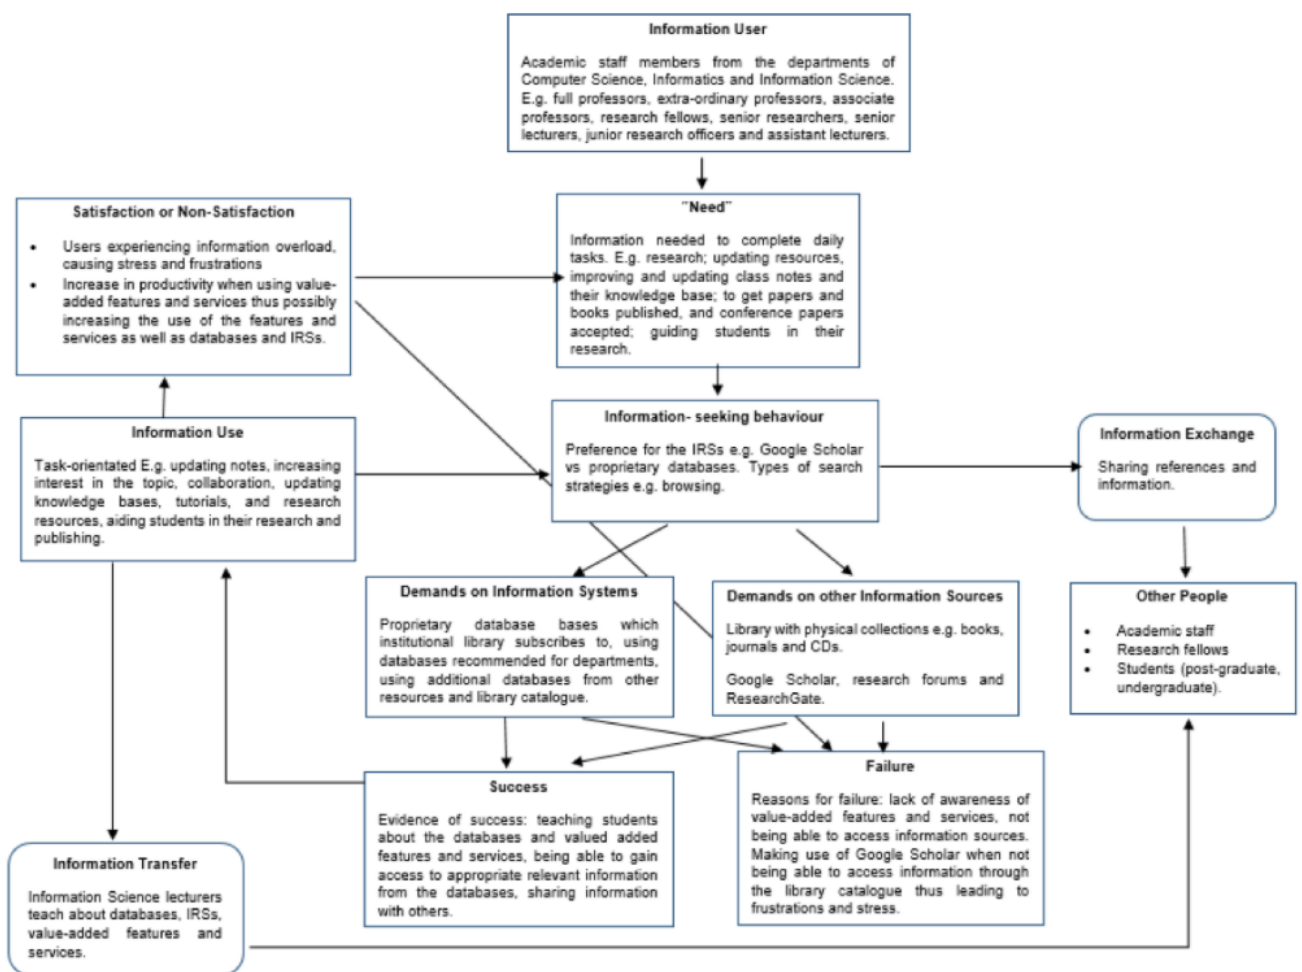 Information User
Academic staff members from the departments of
Computer Science, Informatics and Information Science.
E.g. full professors, extra-ordinary professors, associate
professors, research fellows, senior researchers, senior
lecturers, junior research officers and assistant lecturers.
Satisfaction or Non-Satisfaction
• Users experiencing information overload,
causing stress and frustrations
• Increase in productivity when using value-
added features and services thus possibly
increasing the use of the features and
services as well as databases and IRSs.
"Need"
Information needed to complete daily
tasks. E.g. research; updating resources,
improving and updating class notes and
their knowledge base; to get papers and
books published, and conference papers
accepted; guiding students in their
research.
Information Use
Task-orientated E.g. updating notes, increasing
interest in the topic, collaboration, updating
knowledge bases, tutorials, and research
resources, aiding students in their research and
publishing.
Information- seeking behaviour
Preference for the IRSs e.g. Google Scholar
vs proprietary databases. Types of search
strategies e.g. browsing.
Information Exchange
Sharing references and
information.
Demands on Information Systems
Proprietary database bases which
institutional library subscribes to, using
databases recommended for departments,
using additional databases from other
resources and library catalogue.
Demands on other Information Sources
Library with physical collections e.g. books,
journals and CDs.
Google Scholar, research forums and
ResearchGate.
Other People
• Academic staff
• Research fellows
• Students (post-graduate,
undergraduate).
Success
Evidence of success: teaching students
about the databases and valued added
features and services, being able to gain
access to appropriate relevant information
from the databases, sharing information
with others.
Failure
Reasons for failure: lack of awareness of
value-added features and services, not
being able to access information sources.
Making use of Google Scholar when not
being able to access information through
the library catalogue thus leading to
frustrations and stress.
Information Transfer
Information Science lecturers
teach about databases, IRSs,
value-added features and
services.